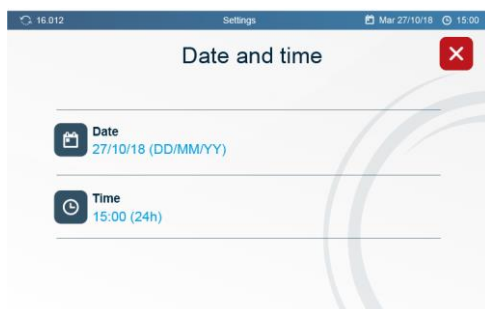 16.012 Settings Mar 27/10/18 15:00
Date and time
Date
27/10/18 (DD/MM/YY)
Time
15:00 (24h)